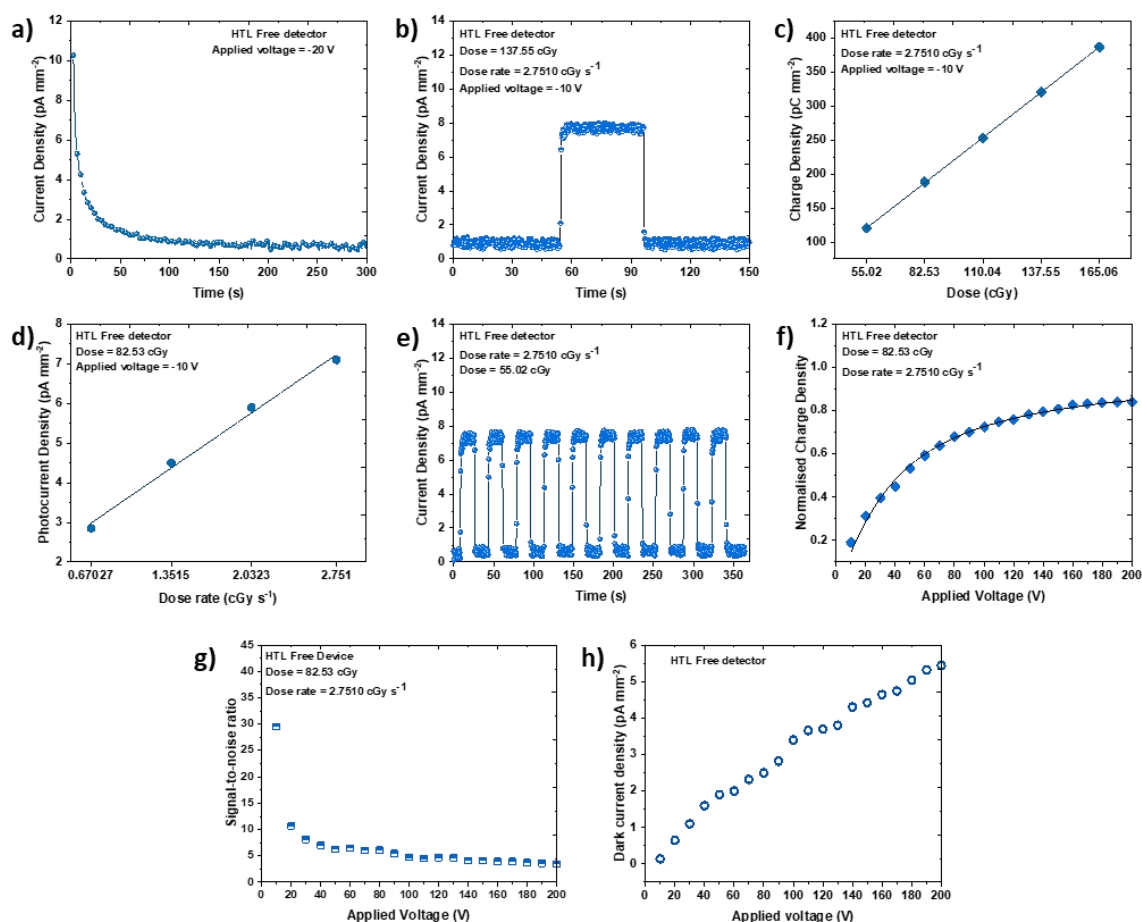 a)
HTL Free detector
Applied voltage = -20 V
Current Density (pA mm⁻²)
12
10
8
6
4
2
0
0 50 100 150 200 250 300
Time (s)
b)
HTL Free detector
Dose = 137.55 cGy
Dose rate = 2.7510 cGy s⁻¹
Applied voltage = -10 V
Current Density (pA mm⁻²)
14
12
10
8
6
4
2
0
0 30 60 90 120 150
Time (s)
c)
HTL Free detector
Dose rate = 2.7510 cGy s⁻¹
Applied voltage = -10 V
Charge Density (pC mm⁻²)
400
350
300
250
200
150
100
55.02 82.53 110.04 137.55 165.06
Dose (cGy)
d)
HTL Free detector
Dose = 82.53 cGy
Applied voltage = -10 V
Photocurrent Density (pA mm⁻²)
8
7
6
5
4
3
2
0.67027 1.3515 2.0323 2.751
Dose rate (cGy s⁻¹)
e)
HTL Free detector
Dose rate = 2.7510 cGy s⁻¹
Dose = 55.02 cGy
Current Density (pA mm⁻²)
14
12
10
8
6
4
2
0
0 50 100 150 200 250 300 350
Time (s)
f)
HTL Free detector
Dose = 82.53 cGy
Dose rate = 2.7510 cGy s⁻¹
Normalised Charge Density
1.2
1.0
0.8
0.6
0.4
0.2
0 20 40 60 80 100 120 140 160 180 200
Applied Voltage (V)
g)
HTL Free Device
Dose = 82.53 cGy
Dose rate = 2.7510 cGy s⁻¹
Signal-to-noise ratio
45
40
35
30
25
20
15
10
5
0
0 20 40 60 80 100 120 140 160 180 200
Applied Voltage (V)
h)
HTL Free detector
Dark current density (pA mm⁻²)
6
5
4
3
2
1
0
0 20 40 60 80 100 120 140 160 180 200
Applied voltage (V)